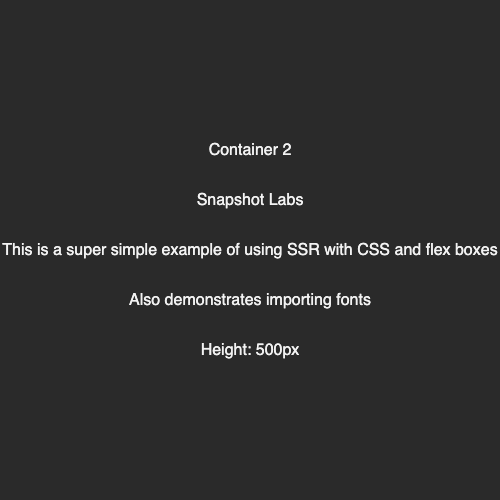 Container 2
Snapshot Labs
This is a super simple example of using SSR with CSS and flex boxes
Also demonstrates importing fonts
Height: 500px